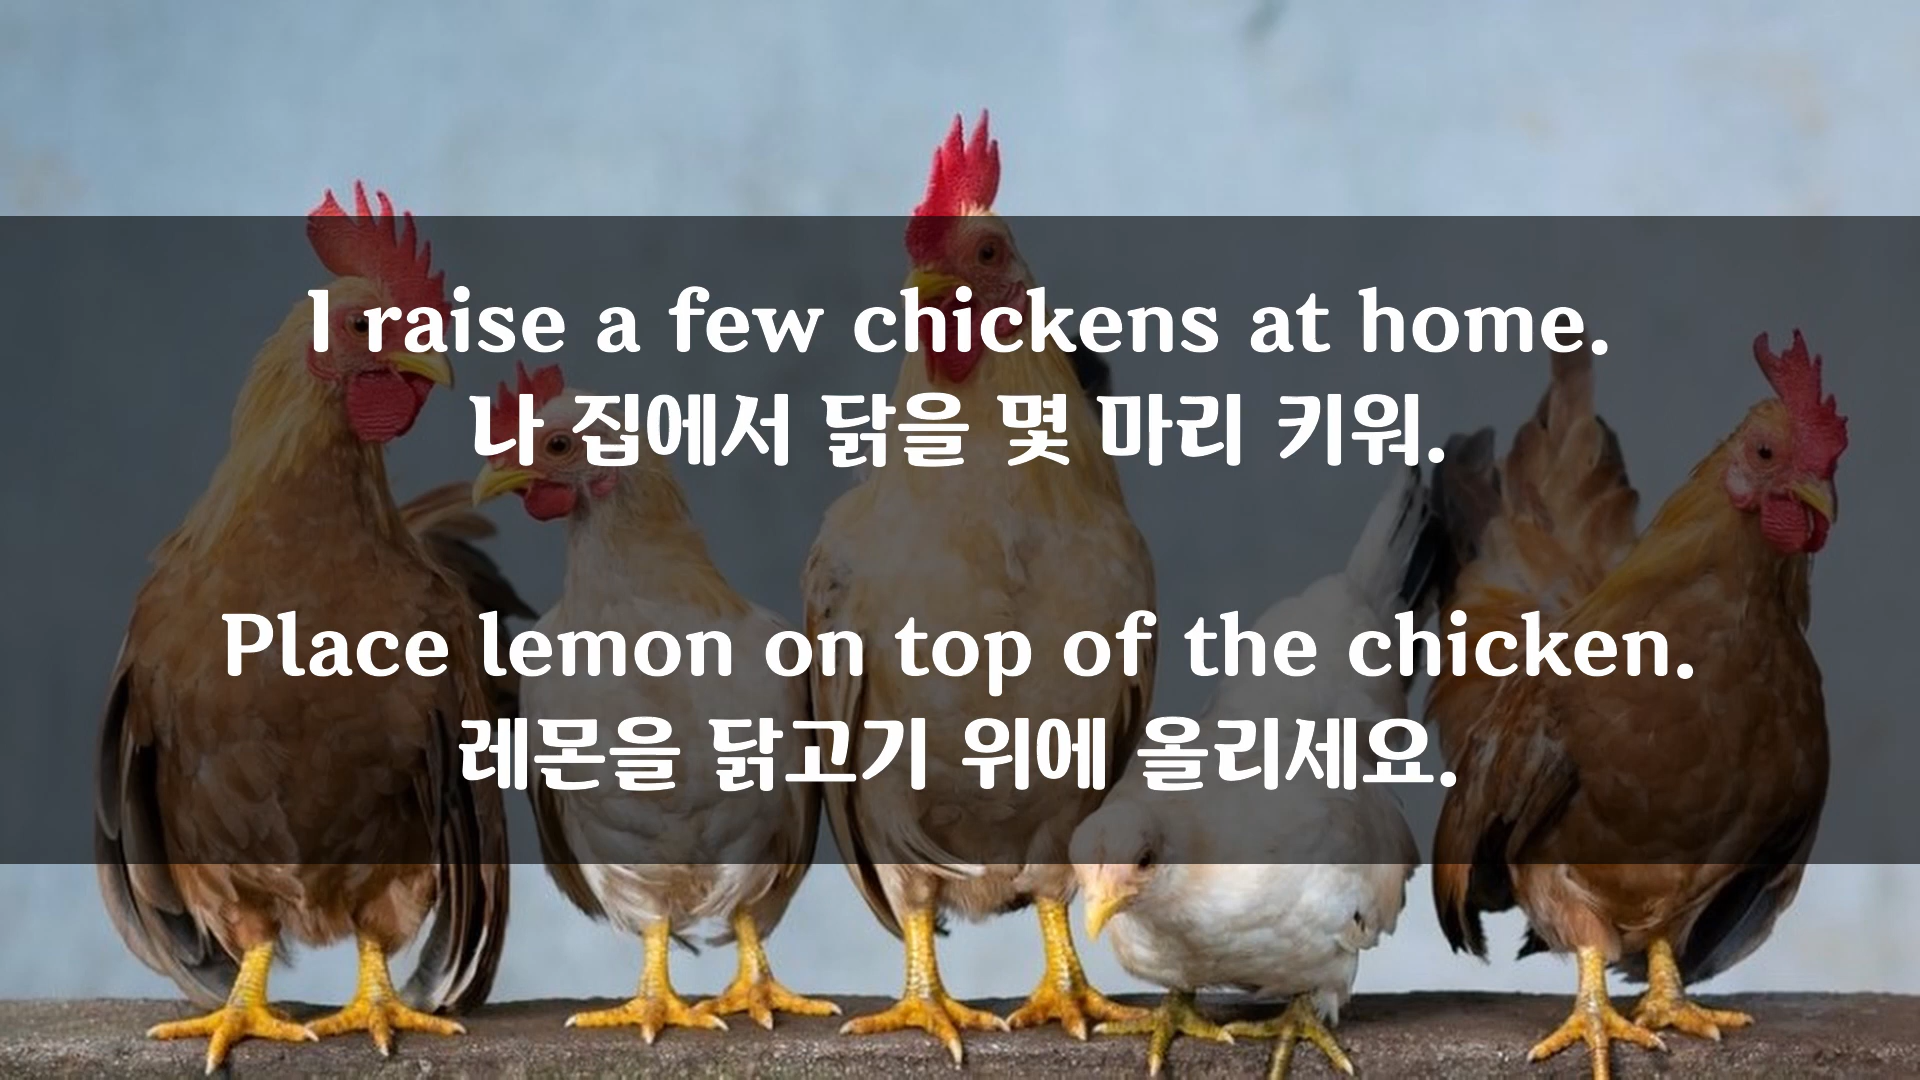 I raise a few chickens at home.
나 집에서 닭을 몇 마리 키워.
Place lemon on top of the chicken.
레몬을 닭고기 위에 올리세요.